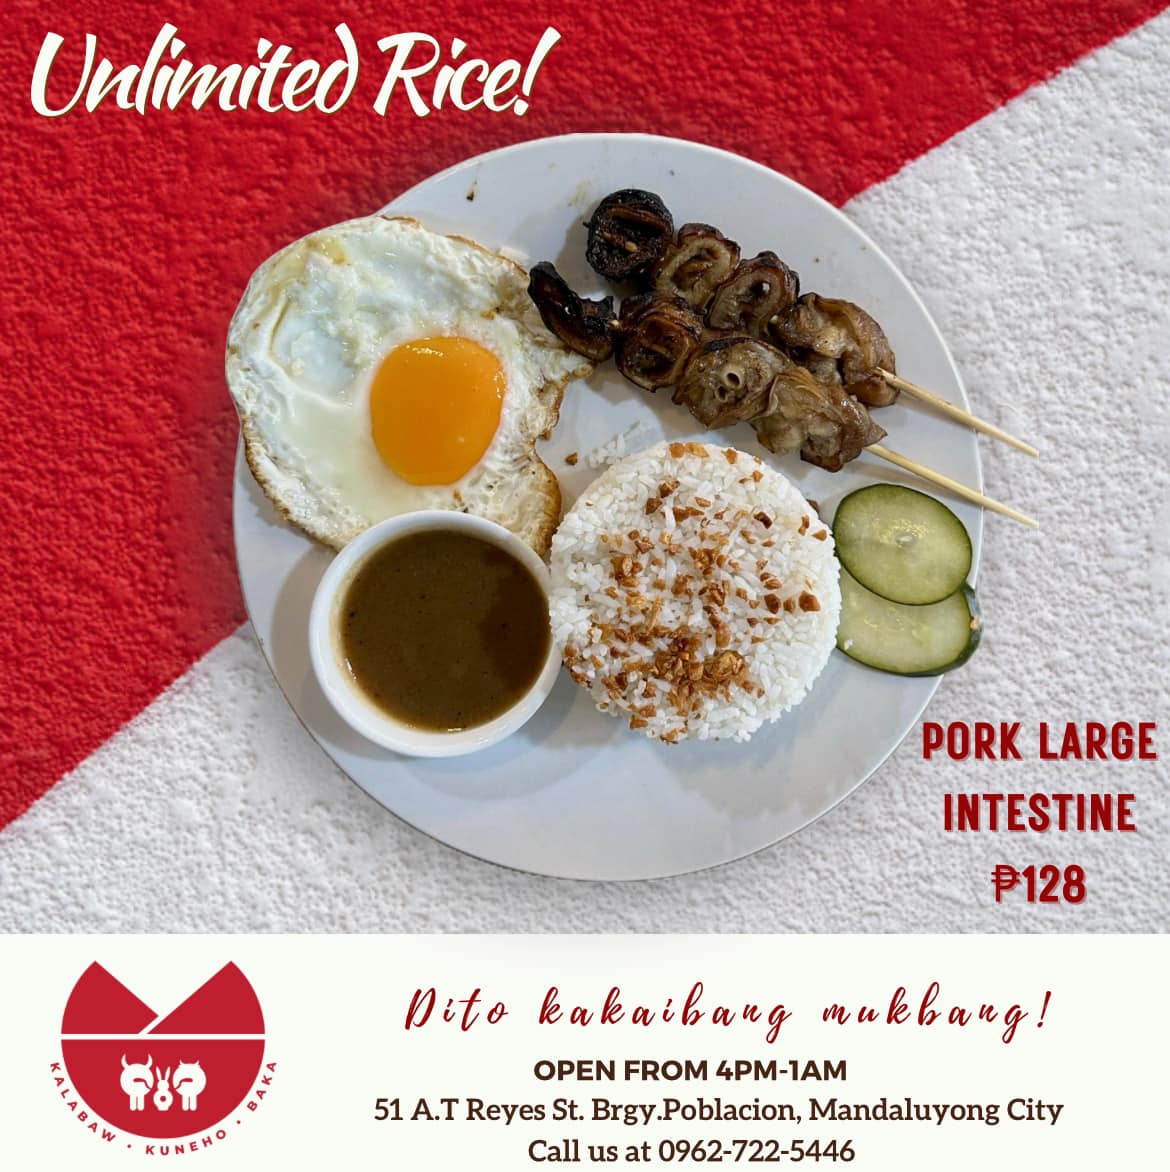 Unlimited Rice!
PORK LARGE
INTESTINE
₱128
Dito kakaibang mukbang!
OPEN FROM 4PM-1AM
51 A.T Reyes St. Brgy.Poblacion, Mandaluyong City
Call us at 0962-722-5446
KALABAW · KUNEHO · BAKA